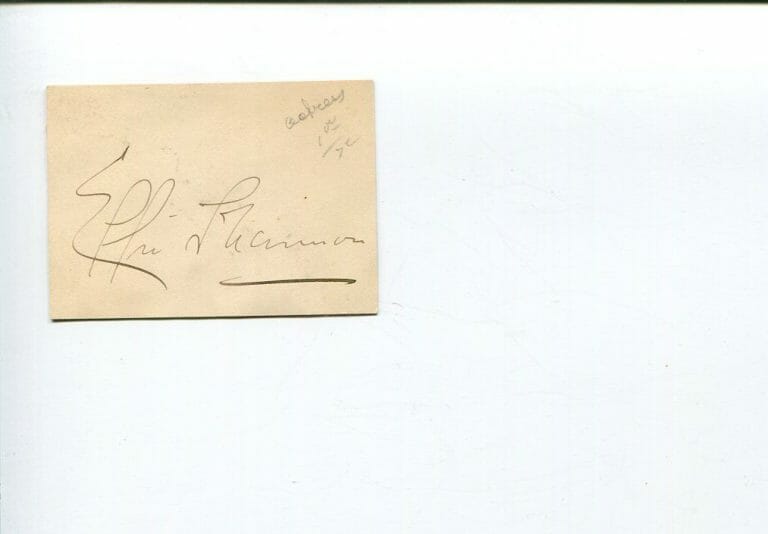 actress
Effie Shannon